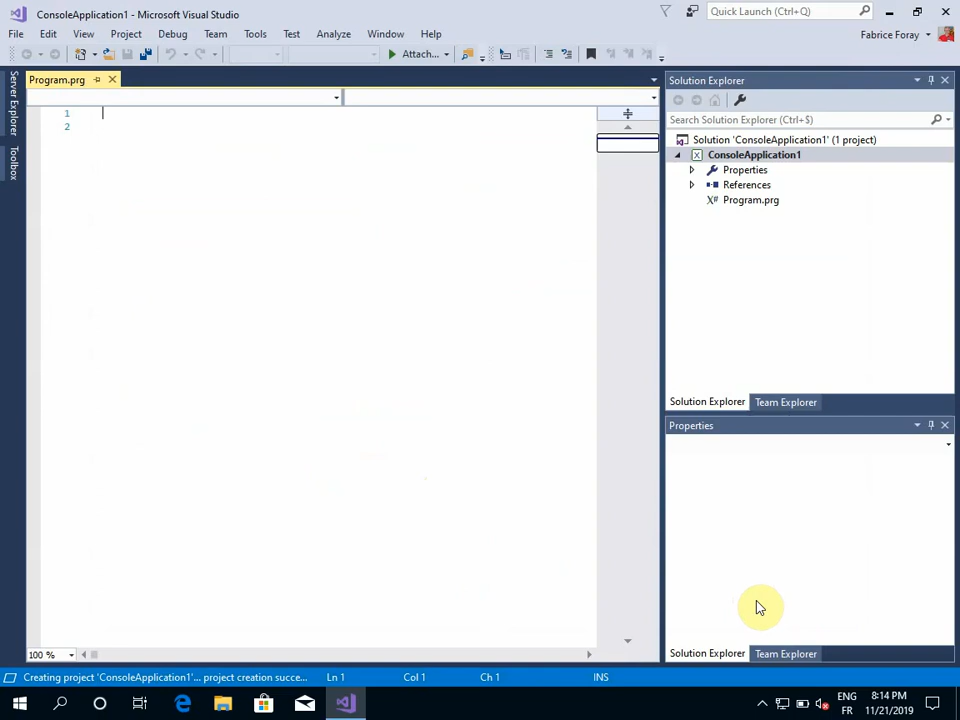 ConsoleApplication1 - Microsoft Visual Studio
Quick Launch (Ctrl+Q)
File Edit View Project Debug Team Tools Test Analyze Window Help
Fabrice Foray
Attach...
Program.prg
Server Explorer
Toolbox
1
2
Solution Explorer
Search Solution Explorer (Ctrl+$)
Solution 'ConsoleApplication1' (1 project)
ConsoleApplication1
Properties
References
Program.prg
Solution Explorer Team Explorer
Properties
Solution Explorer Team Explorer
100 %
Creating project 'ConsoleApplication1'... project creation succe... Ln 1 Col 1 Ch 1 INS
ENG
FR
8:14 PM
11/21/2019